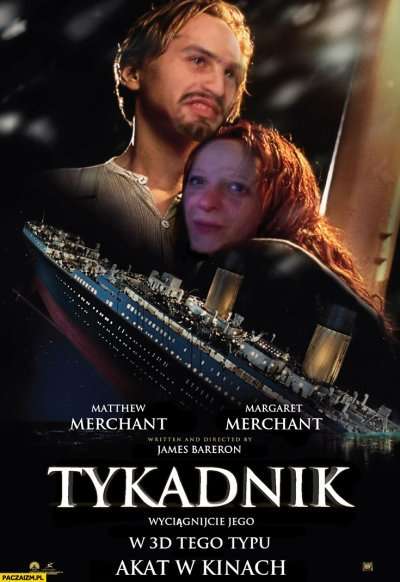 MATTHEW
MERCHANT
MARGARET
MERCHANT
WRITTEN AND DIRECTED BY
JAMES BARERON
TYKADNIK
WYCIĄGNIJCIE JEGO
W 3D TEGO TYPU
AKAT W KINACH
PACZAIZM.PL